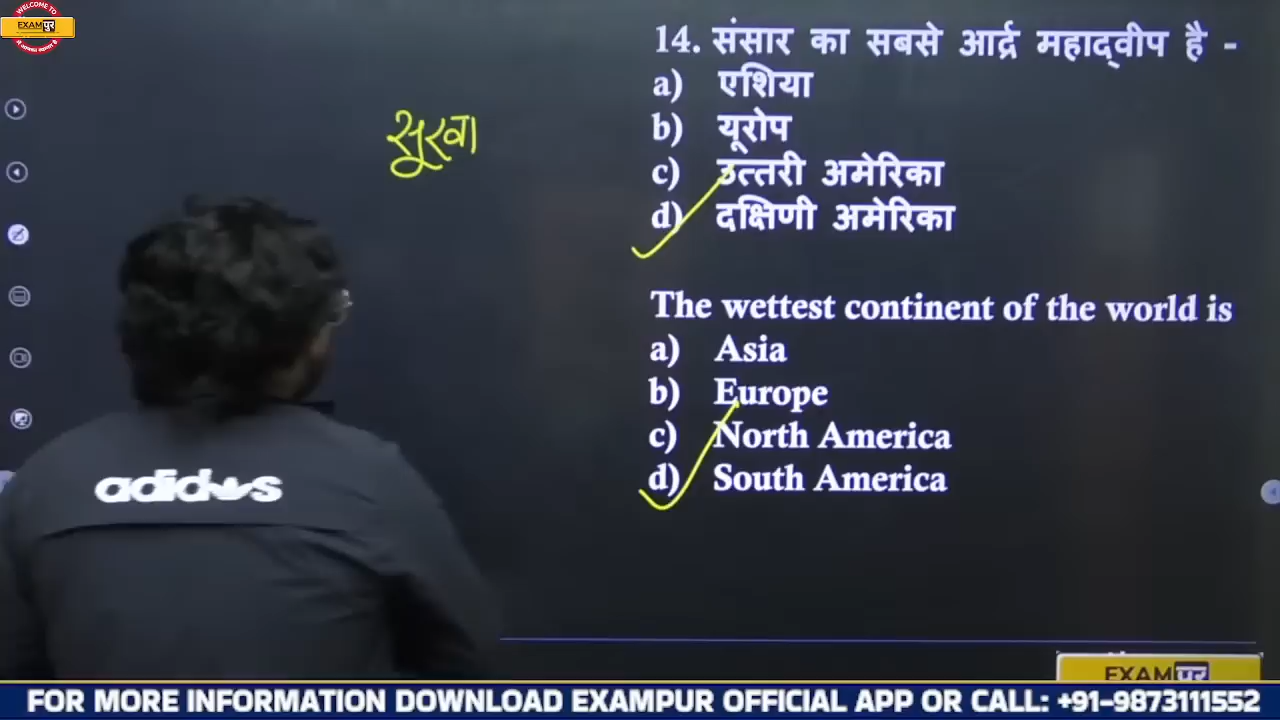 WELCOME TO
EXAMपुर
14. संसार का सबसे आर्द्र महाद्वीप है -
a) एशिया
b) यूरोप
c) उत्तरी अमेरिका
d) दक्षिणी अमेरिका
सूखा
The wettest continent of the world is
a) Asia
b) Europe
c) North America
d) South America
adidas
EXAMपुर
FOR MORE INFORMATION DOWNLOAD EXAMPUR OFFICIAL APP OR CALL: +91-9873111552